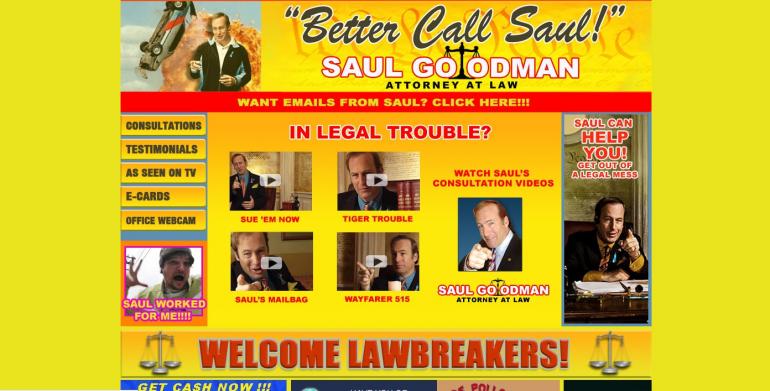 "Better Call Saul!"
SAUL GOODMAN
ATTORNEY AT LAW
WANT EMAILS FROM SAUL? CLICK HERE!!!
CONSULTATIONS
TESTIMONIALS
AS SEEN ON TV
E-CARDS
OFFICE WEBCAM
SAUL WORKED
FOR ME!!!!
IN LEGAL TROUBLE?
SUE 'EM NOW
TIGER TROUBLE
SAUL'S MAILBAG
WAYFARER 515
WATCH SAUL'S
CONSULTATION VIDEOS
SAUL GOODMAN
ATTORNEY AT LAW
SAUL CAN
HELP
YOU!
GET OUT OF
A LEGAL MESS
WELCOME LAWBREAKERS!
GET CASH NOW !!!